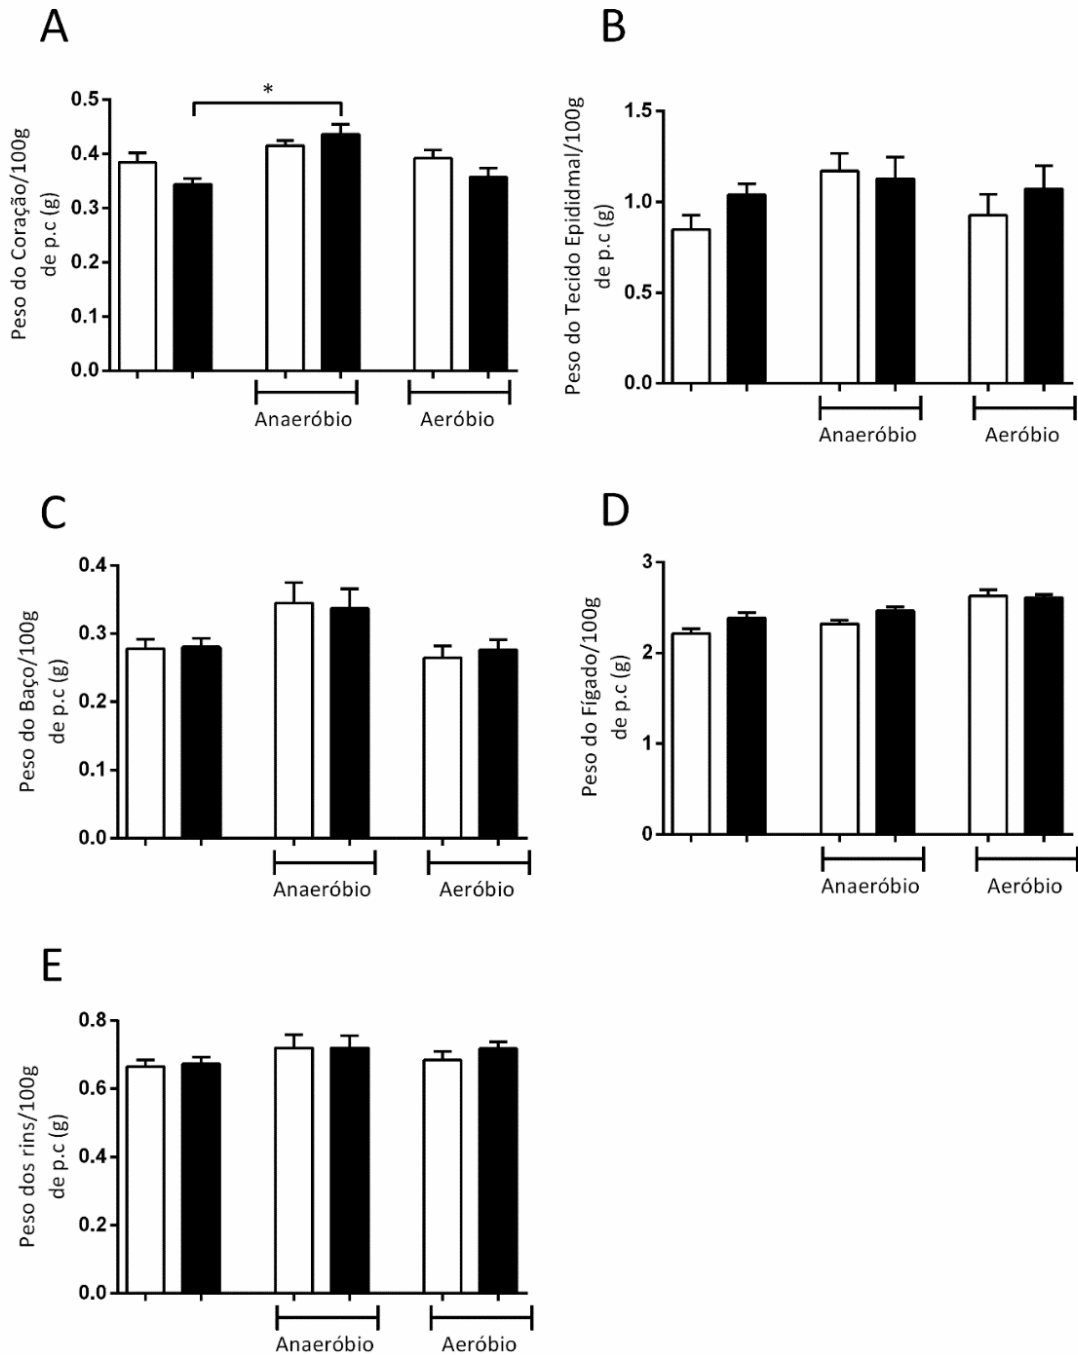 A
Peso do Coração/100g
de p.c (g)
0.5
0.4
0.3
0.2
0.1
0.0
*
Anaeróbio
Aeróbio
B
Peso do Tecido Epididmal/100g
de p.c (g)
1.5
1.0
0.5
0.0
Anaeróbio
Aeróbio
C
Peso do Baço/100g
de p.c (g)
0.4
0.3
0.2
0.1
0.0
Anaeróbio
Aeróbio
D
Peso do Fígado/100g
de p.c (g)
3
2
1
0
Anaeróbio
Aeróbio
E
Peso dos rins/100g
de p.c (g)
0.8
0.6
0.4
0.2
0.0
Anaeróbio
Aeróbio